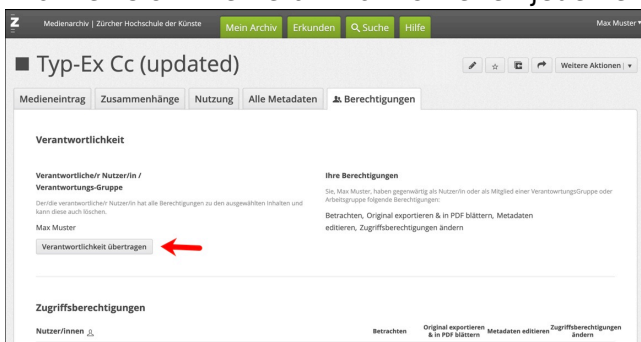 Z Medienarchiv | Zürcher Hochschule der Künste Mein Archiv Erkunden Suche Hilfe Max Muster
Typ-Ex Cc (updated)
Weitere Aktionen
Medieneintrag Zusammenhänge Nutzung Alle Metadaten Berechtigungen
Verantwortlichkeit
Verantwortliche/r Nutzer/in /
Verantwortungs-Gruppe
Der/die verantwortliche/r Nutzer/in hat alle Berechtigungen zu den ausgewählten Inhalten und
kann diese auch löschen.
Max Muster
Verantwortlichkeit übertragen
Ihre Berechtigungen
Sie, Max Muster, haben gegenwärtig als Nutzer/in oder als Mitglied einer VerantowrtungsGruppe oder
Arbeitsgruppe folgende Berechtigungen:
Betrachten, Original exportieren & in PDF blättern, Metadaten
editieren, Zugriffsberechtigungen ändern
Zugriffsberechtigungen
Nutzer/innen Betrachten Original exportieren & in PDF blättern Metadaten editieren Zugriffsberechtigungen ändern